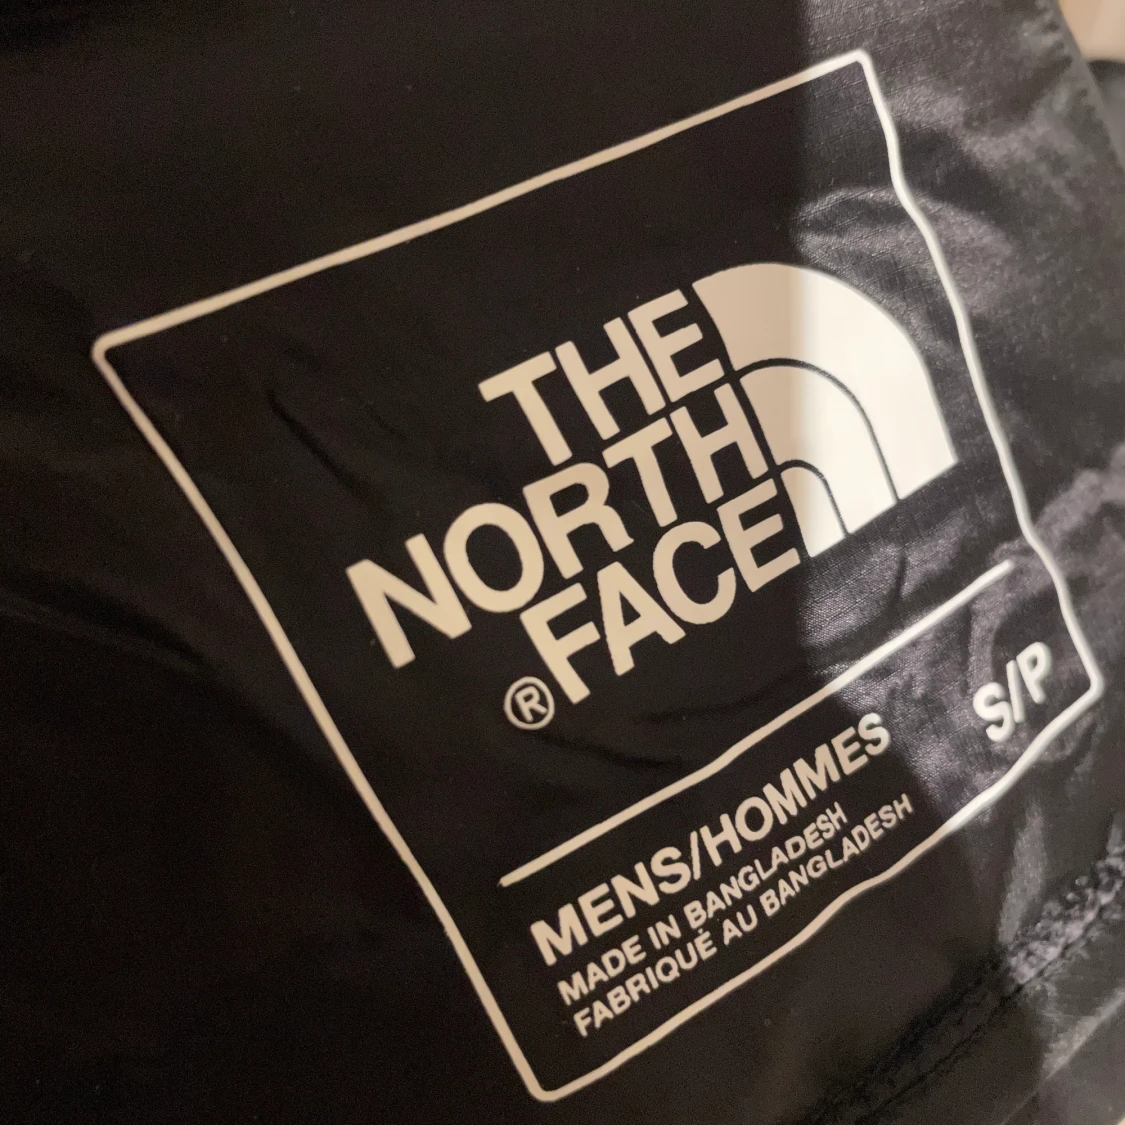 THE
NORTH
FACE
®
S/P
MENS/HOMMES
MADE IN BANGLADESH
FABRIQUÉ AU BANGLADESH